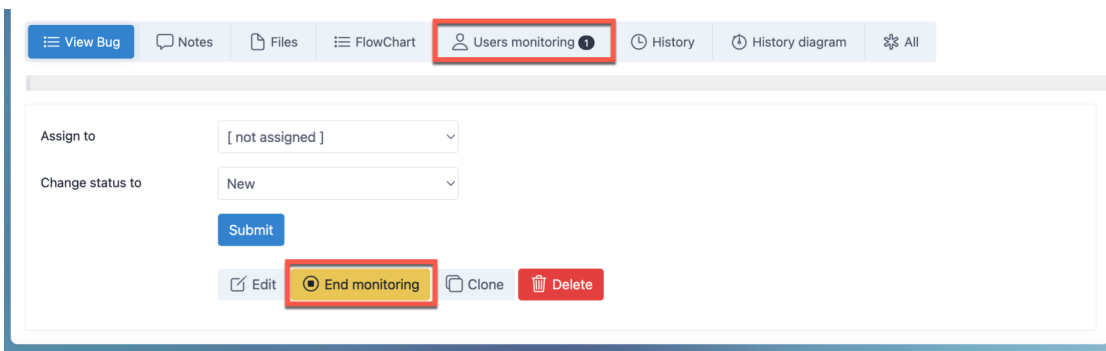 View Bug Notes Files FlowChart Users monitoring 1 History History diagram All
Assign to [ not assigned ]
Change status to New
Submit
Edit End monitoring Clone Delete